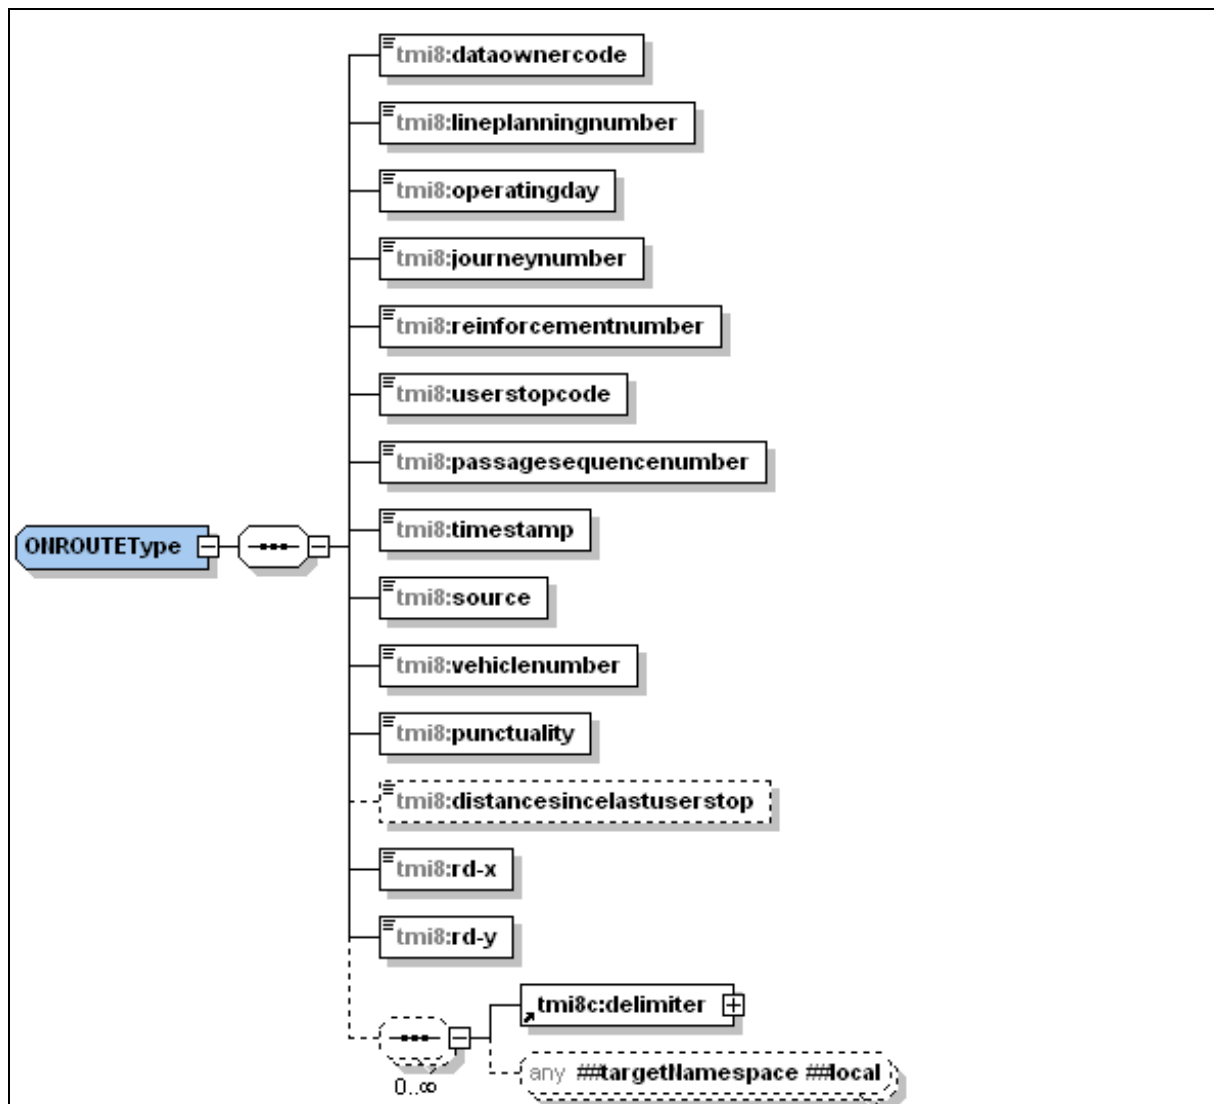 tmi8:dataownercode
tmi8:lineplanningnumber
tmi8:operatingday
tmi8:journeynumber
tmi8:reinforcementnumber
tmi8:userstopcode
tmi8:passagesequencenumber
tmi8:timestamp
ONROUTEType
tmi8:source
tmi8:vehiclenumber
tmi8:punctuality
tmi8:distancesincelastuserstop
tmi8:rd-x
tmi8:rd-y
tmi8c:delimiter
any ##targetNamespace ##local
0..∞